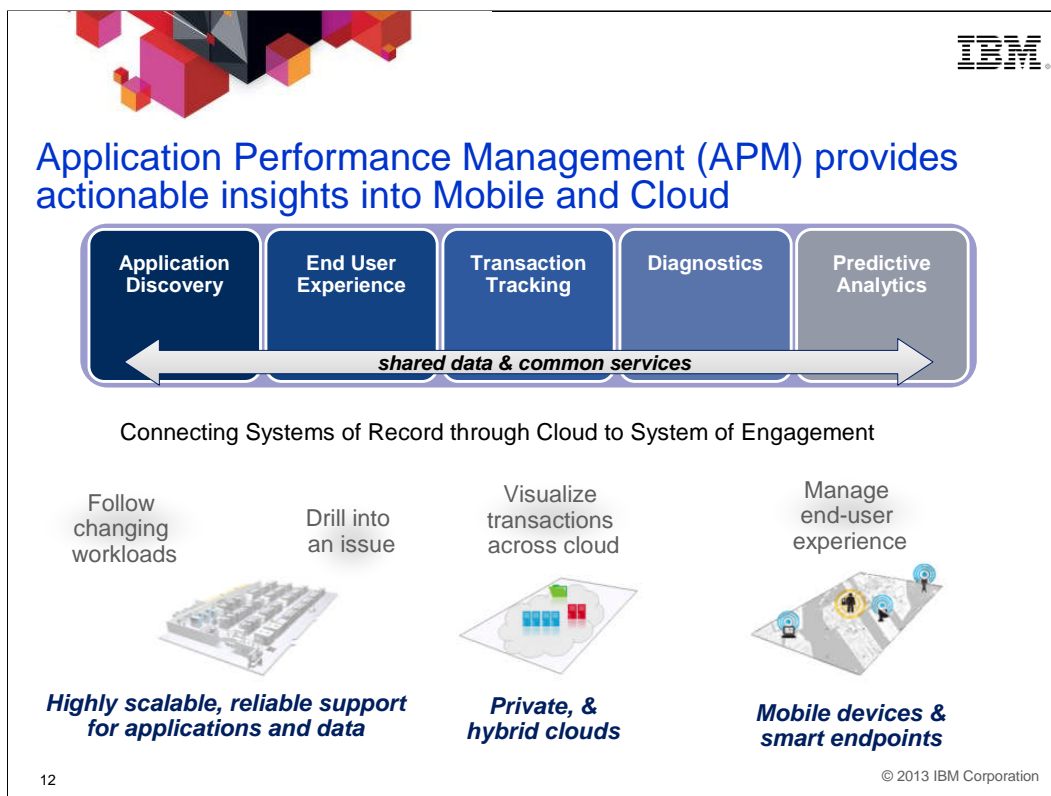 IBM®
Application Performance Management (APM) provides
actionable insights into Mobile and Cloud
Application
Discovery
End User
Experience
Transaction
Tracking
Diagnostics
Predictive
Analytics
shared data & common services
Connecting Systems of Record through Cloud to System of Engagement
Follow
changing
workloads
Drill into
an issue
Visualize
transactions
across cloud
Manage
end-user
experience
Highly scalable, reliable support
for applications and data
Private, &
hybrid clouds
Mobile devices &
smart endpoints
12
© 2013 IBM Corporation